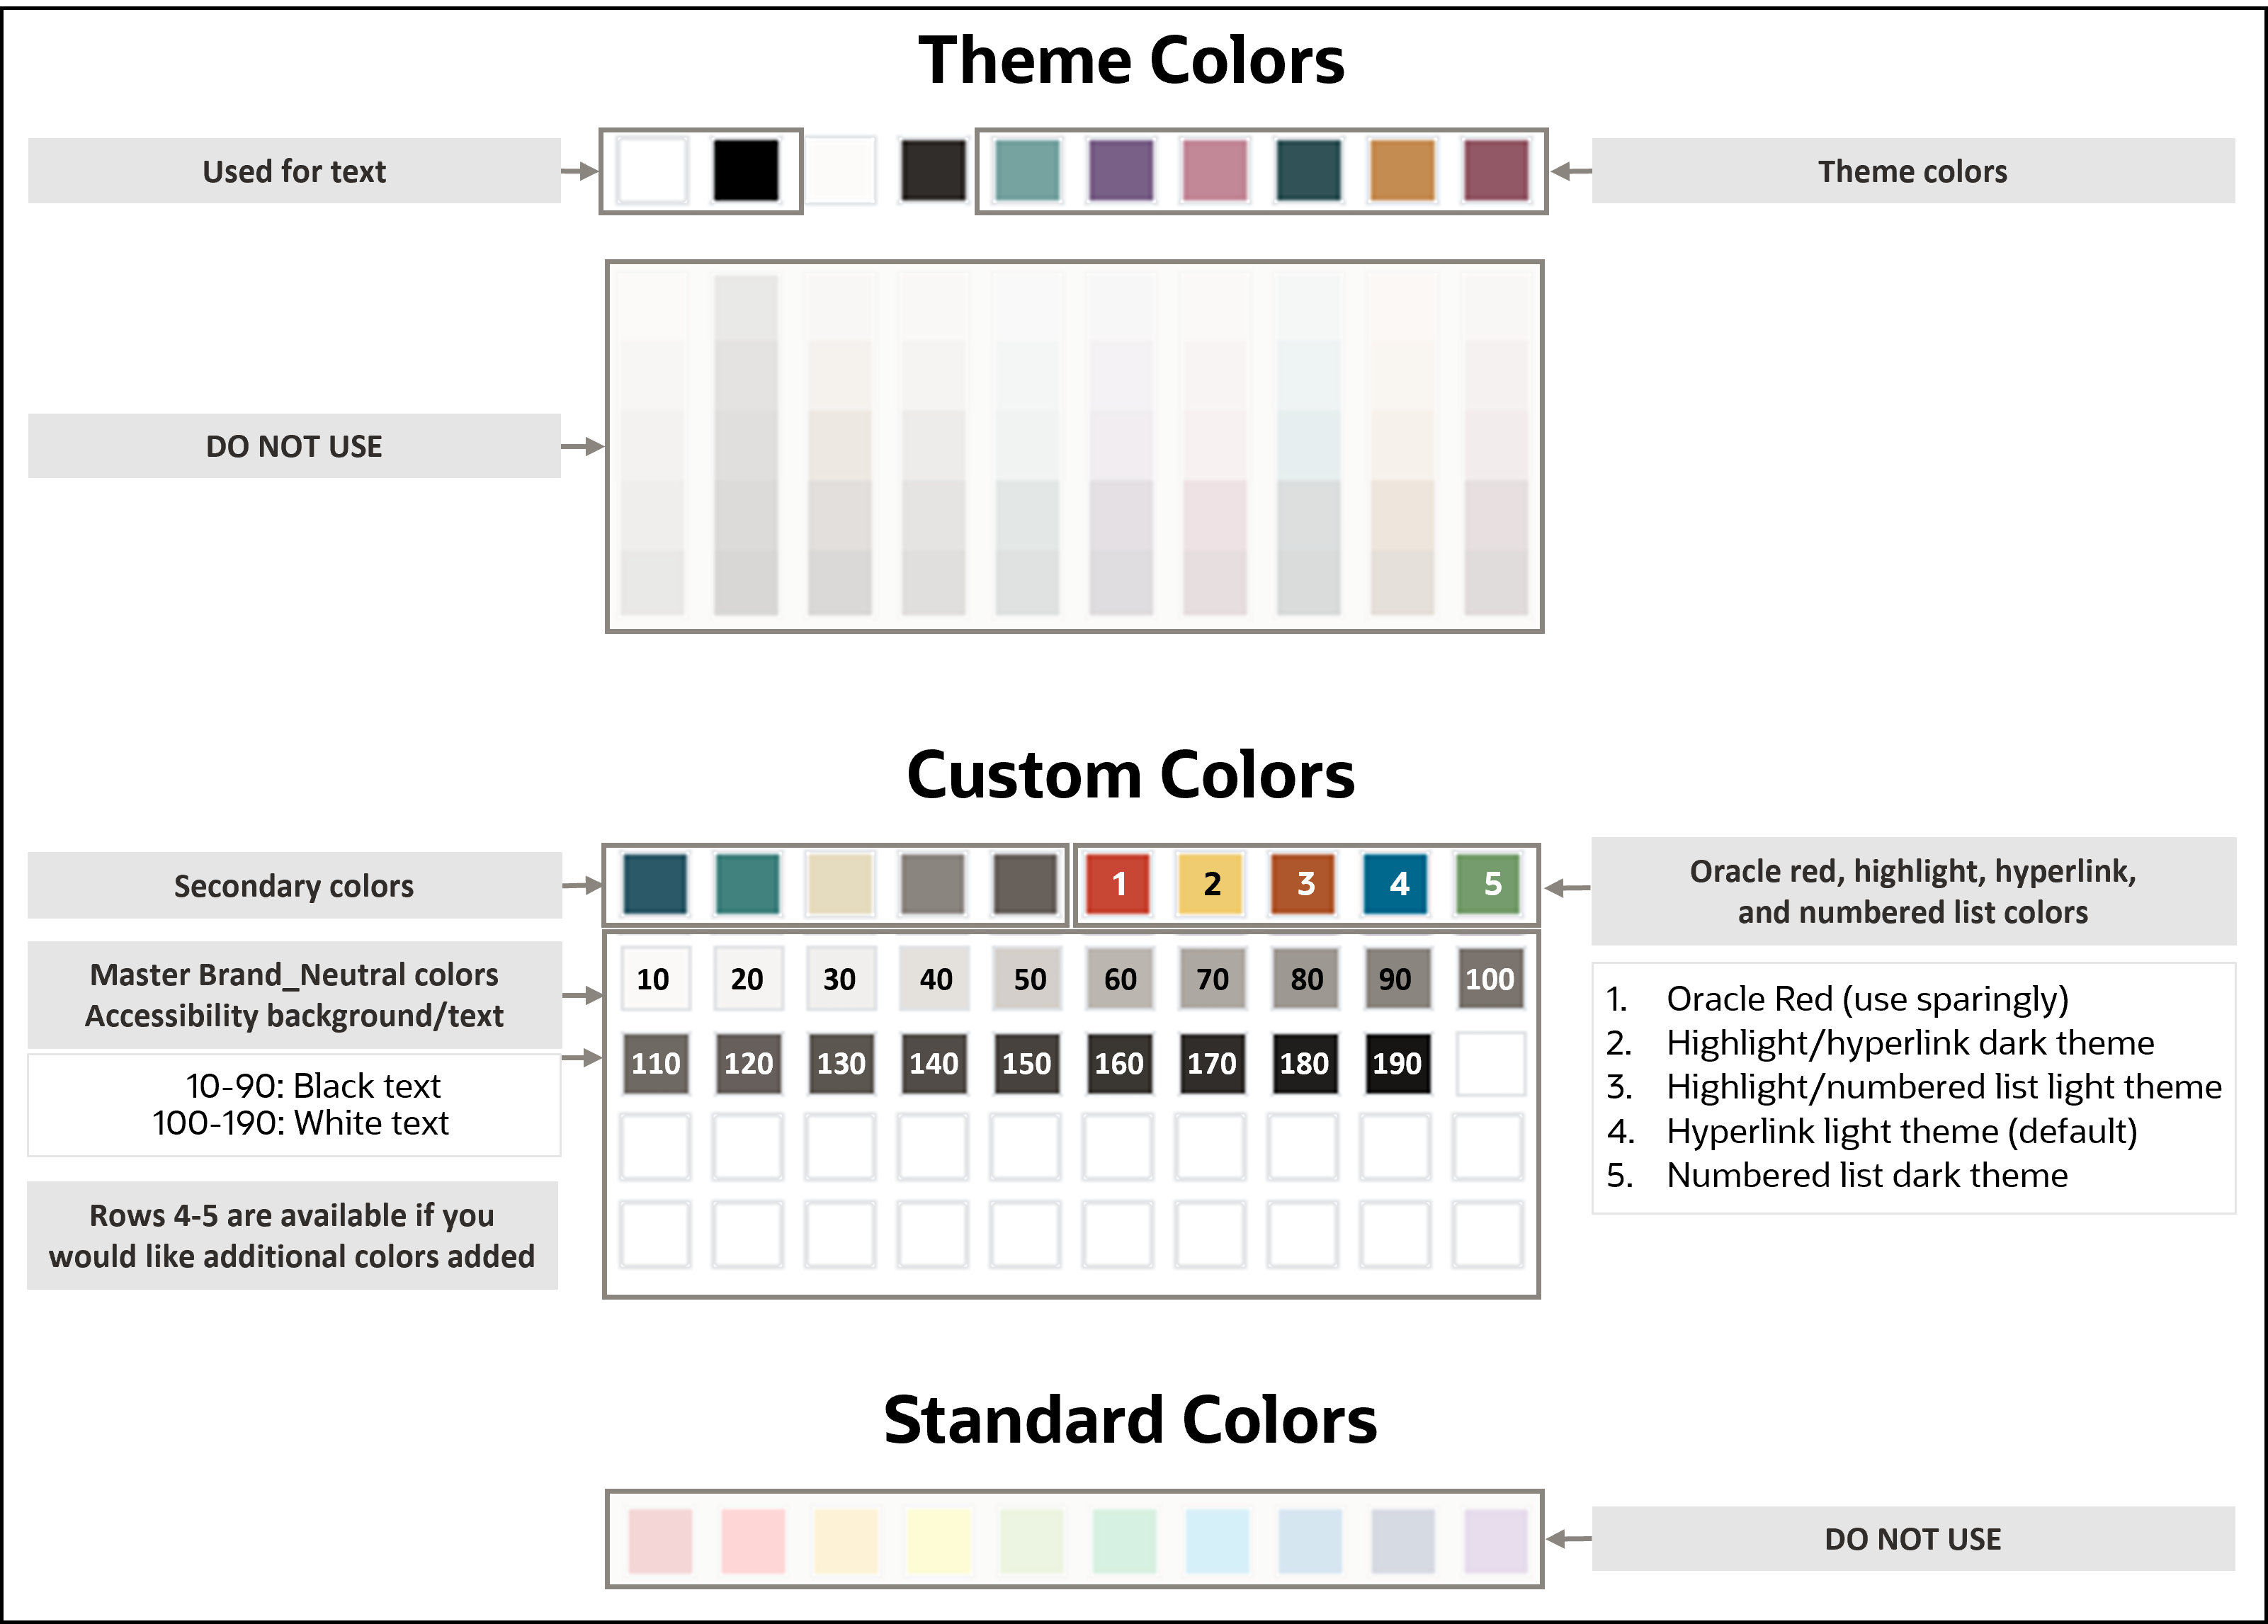 Theme Colors
Used for text
Theme colors
DO NOT USE
Custom Colors
Secondary colors
1 2 3 4 5
Oracle red, highlight, hyperlink,
and numbered list colors
Master Brand_Neutral colors
Accessibility background/text
10 20 30 40 50 60 70 80 90 100
110 120 130 140 150 160 170 180 190
10-90: Black text
100-190: White text
1. Oracle Red (use sparingly)
2. Highlight/hyperlink dark theme
3. Highlight/numbered list light theme
4. Hyperlink light theme (default)
5. Numbered list dark theme
Rows 4-5 are available if you
would like additional colors added
Standard Colors
DO NOT USE